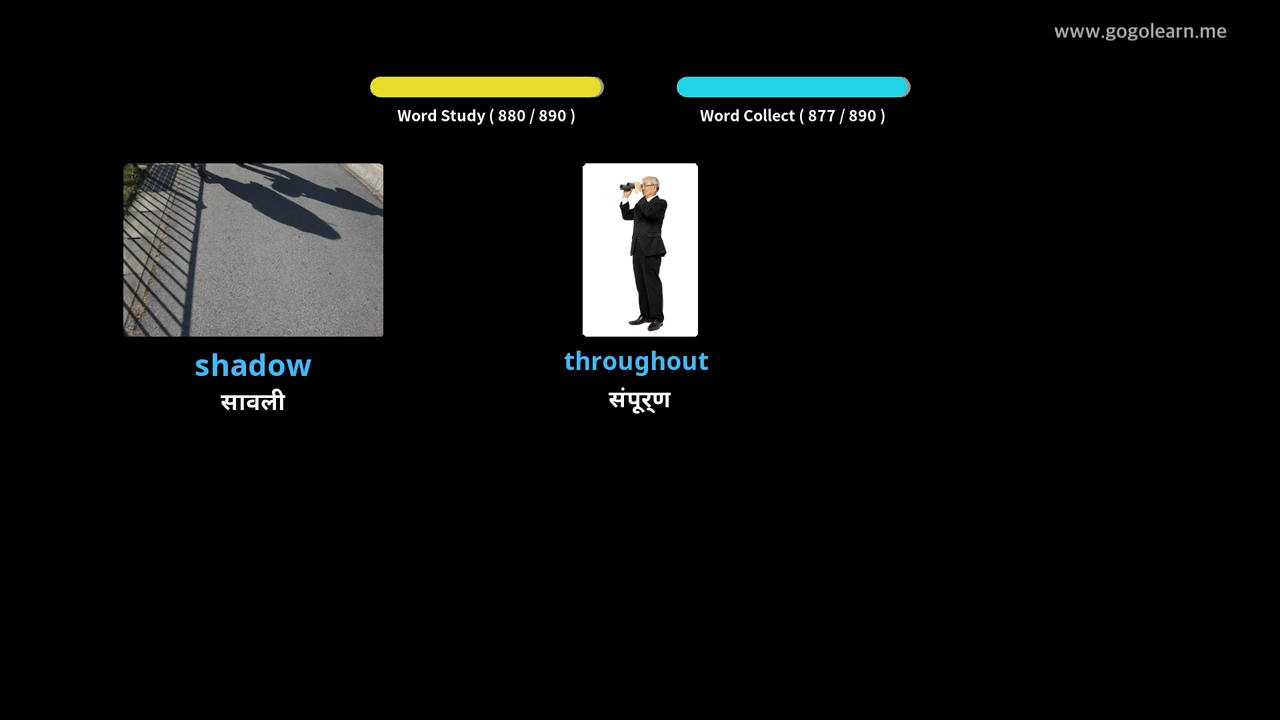 www.gogolearn.me
Word Study ( 880 / 890 )
Word Collect ( 877 / 890 )
shadow
सावली
throughout
संपूर्ण